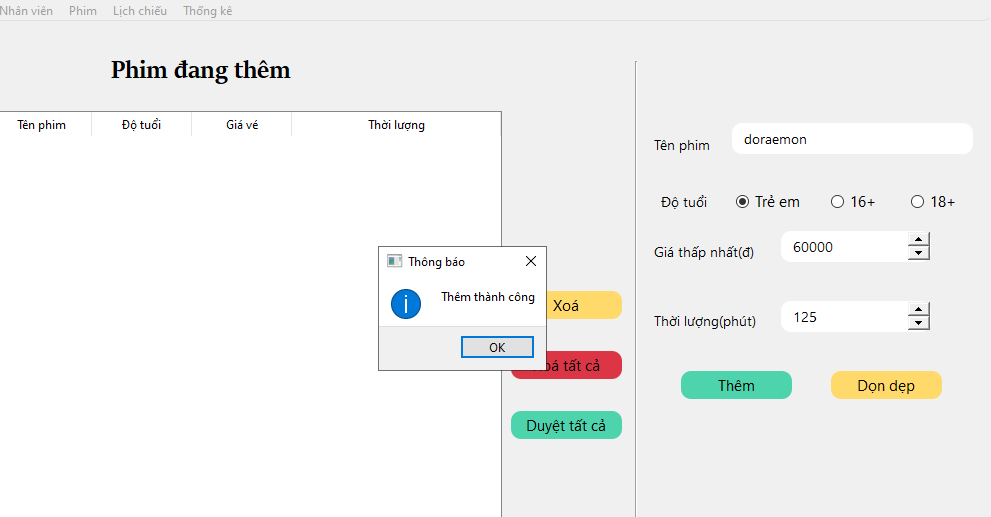 Nhân viên Phim Lịch chiếu Thống kê
Phim đang thêm
Tên phim Độ tuổi Giá vé Thời lượng
Tên phim doraemon
Độ tuổi Trẻ em 16+ 18+
Giá thấp nhất(đ) 60000
Thông báo
Thêm thành công
OK
Xoá
Thời lượng(phút) 125
tất cả
Thêm Dọn dẹp
Duyệt tất cả